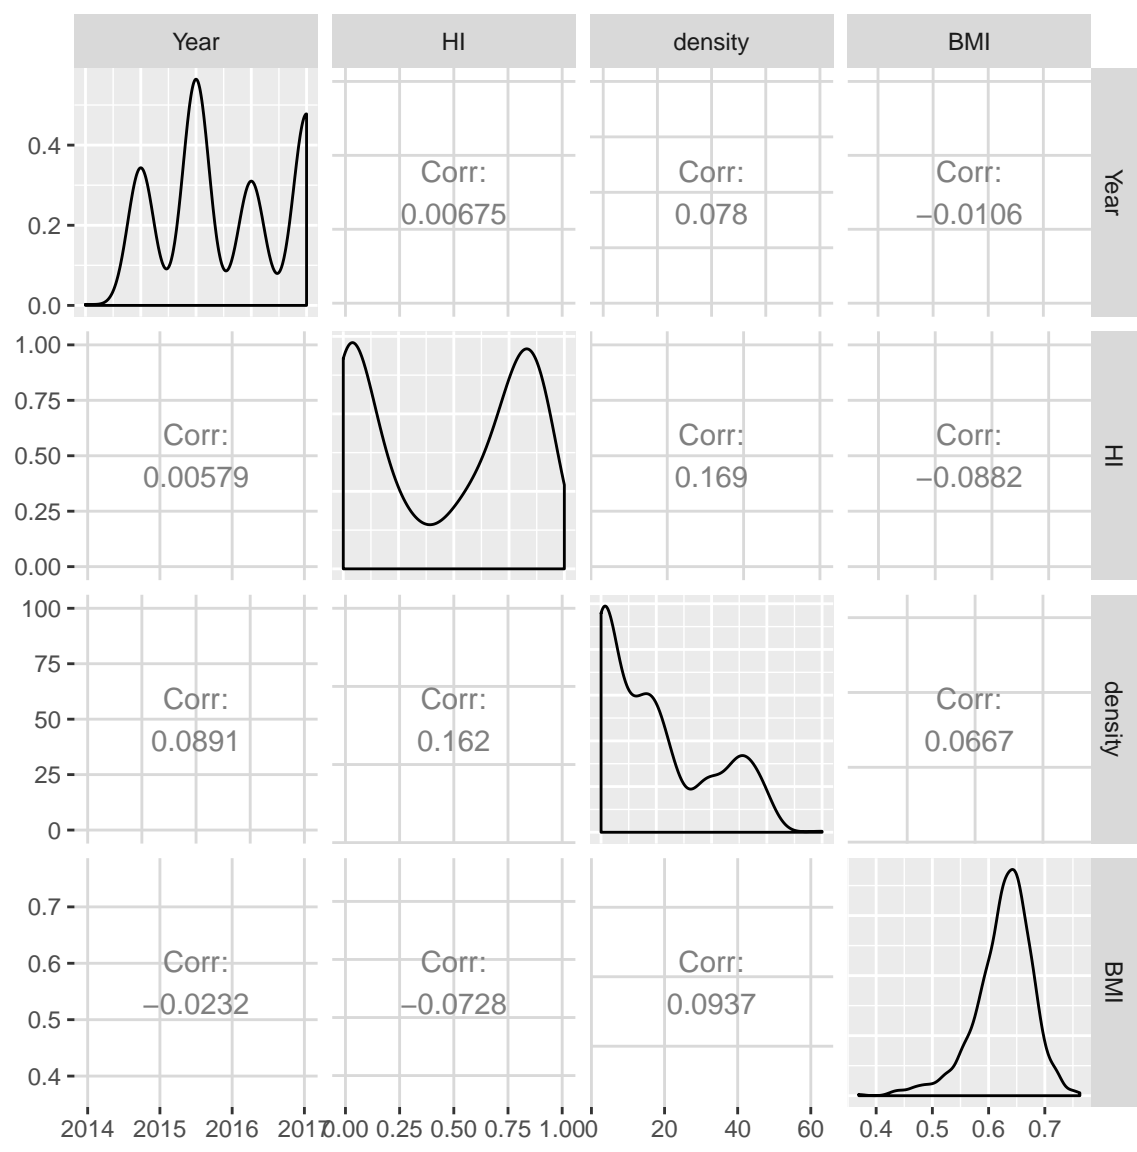 Year
HI
density
BMI
0.4
0.2
0.0
Corr:
0.00675
Corr:
0.078
Corr:
−0.0106
Year
1.00
0.75
0.50
0.25
0.00
Corr:
0.00579
Corr:
0.169
Corr:
−0.0882
HI
100
75
50
25
0
Corr:
0.0891
Corr:
0.162
Corr:
0.0667
density
0.7
0.6
0.5
0.4
Corr:
−0.0232
Corr:
−0.0728
Corr:
0.0937
BMI
2014 2015 2016 2017
0.00 0.25 0.50 0.75 1.00
0 20 40 60
0.4 0.5 0.6 0.7